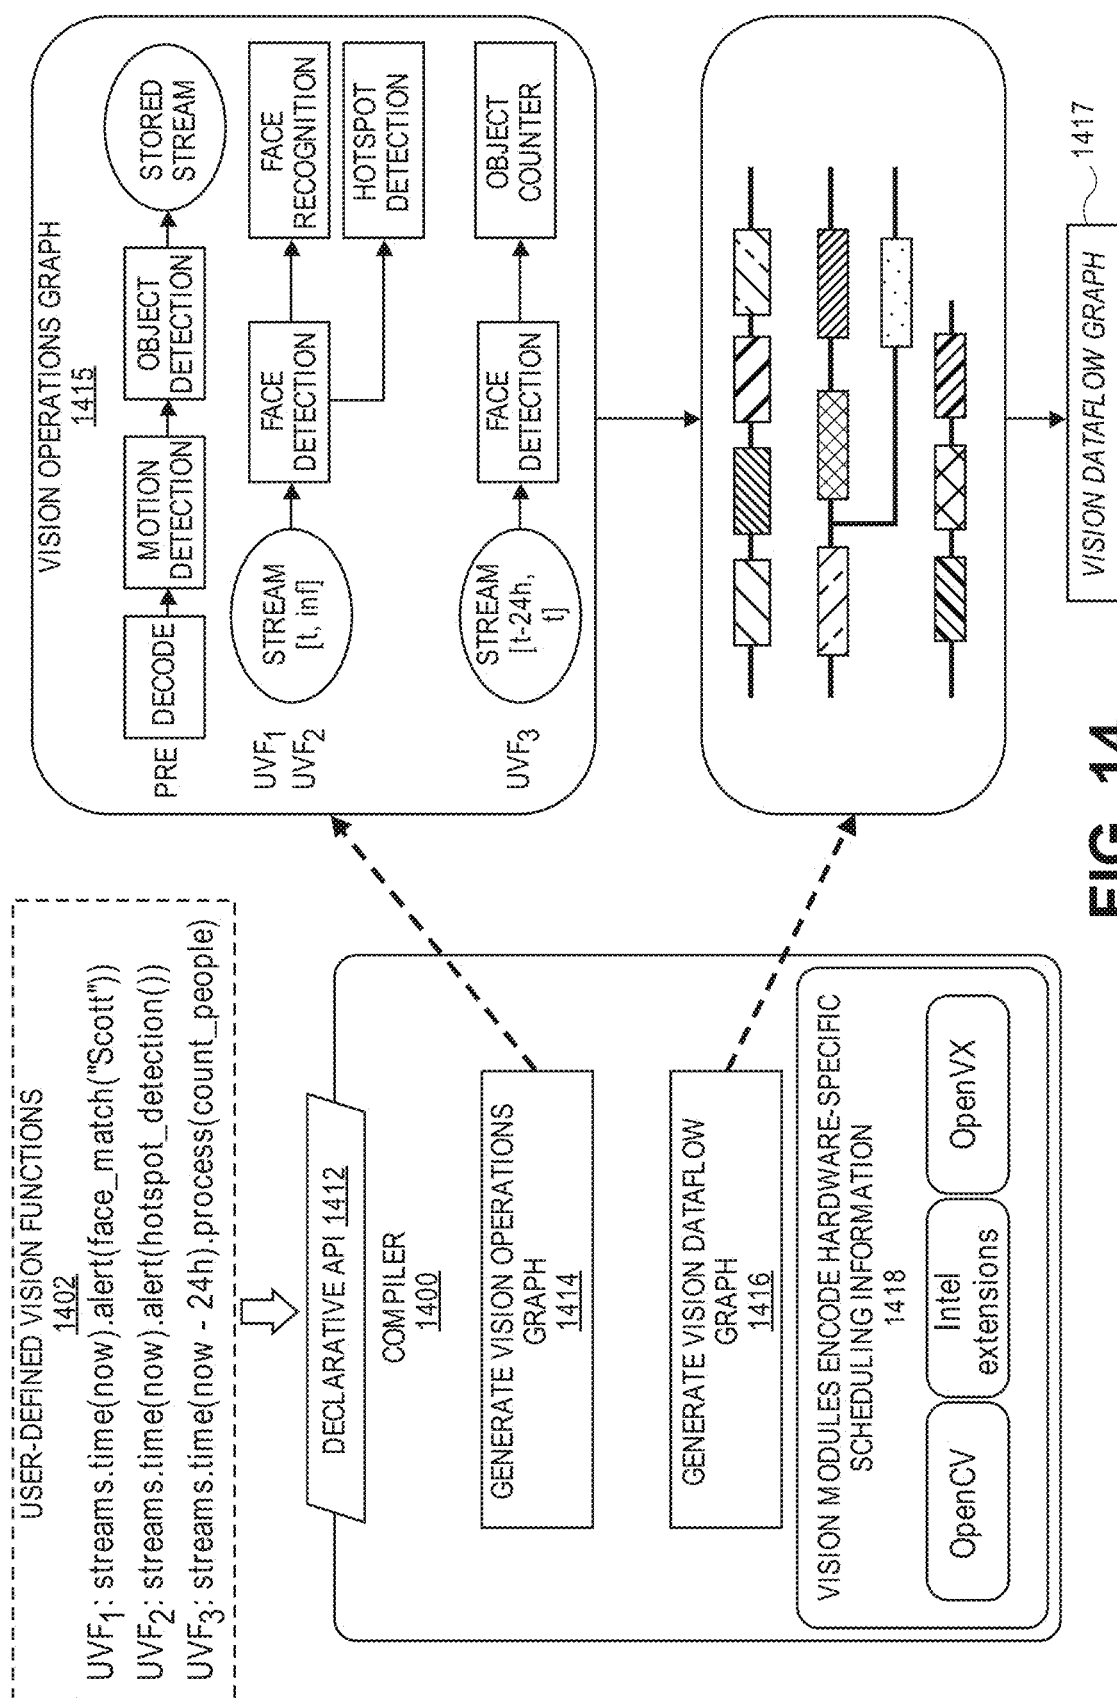 USER-DEFINED VISION FUNCTIONS
1402
UVF1: streams.time(now).alert(face_match("Scott"))
UVF2: streams.time(now).alert(hotspot_detection())
UVF3: streams.time(now - 24h).process(count_people)
DECLARATIVE API 1412
COMPILER
1400
GENERATE VISION OPERATIONS
GRAPH
1414
GENERATE VISION DATAFLOW
GRAPH
1416
VISION MODULES ENCODE HARDWARE-SPECIFIC
SCHEDULING INFORMATION
1418
OpenCV
Intel
extensions
OpenVX
VISION OPERATIONS GRAPH
1415
PRE
DECODE
MOTION
DETECTION
OBJECT
DETECTION
STORED
STREAM
UVF1
UVF2
STREAM
[t, inf]
FACE
DETECTION
FACE
RECOGNITION
HOTSPOT
DETECTION
UVF3
STREAM
[t-24h,
t]
FACE
DETECTION
OBJECT
COUNTER
VISION DATAFLOW GRAPH
1417
FIG. 14